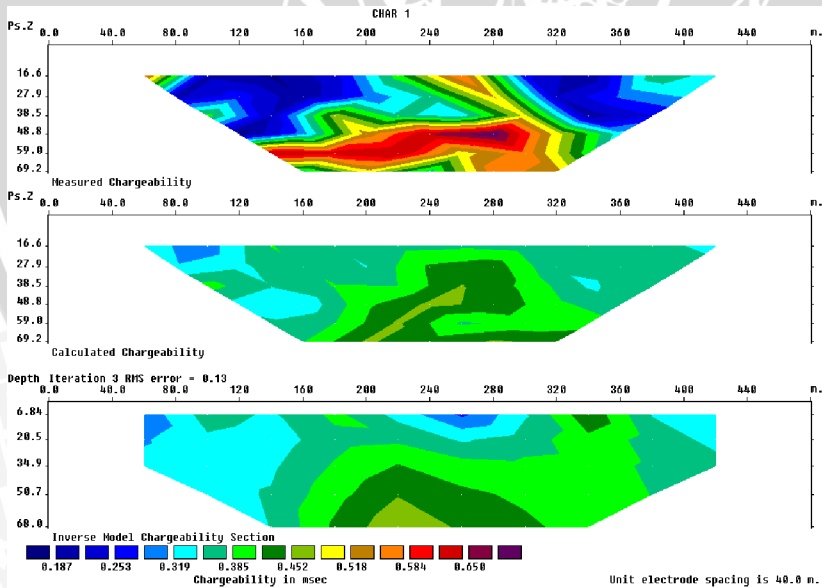 CHAR 1
Ps.Z 0.0 40.0 80.0 120 160 200 240 280 320 360 400 440 m.
16.6
27.9
38.5
48.8
59.0
69.2
Measured Chargeability
Ps.Z 0.0 40.0 80.0 120 160 200 240 280 320 360 400 440 m.
16.6
27.9
38.5
48.8
59.0
69.2
Calculated Chargeability
Depth Iteration 3 RMS error = 0.13
0.0 40.0 80.0 120 160 200 240 280 320 360 400 440 m.
6.84
20.5
34.9
50.7
68.0
Inverse Model Chargeability Section
0.187 0.253 0.319 0.385 0.452 0.518 0.584 0.650
Chargeability in msec
Unit electrode spacing is 40.0 m.